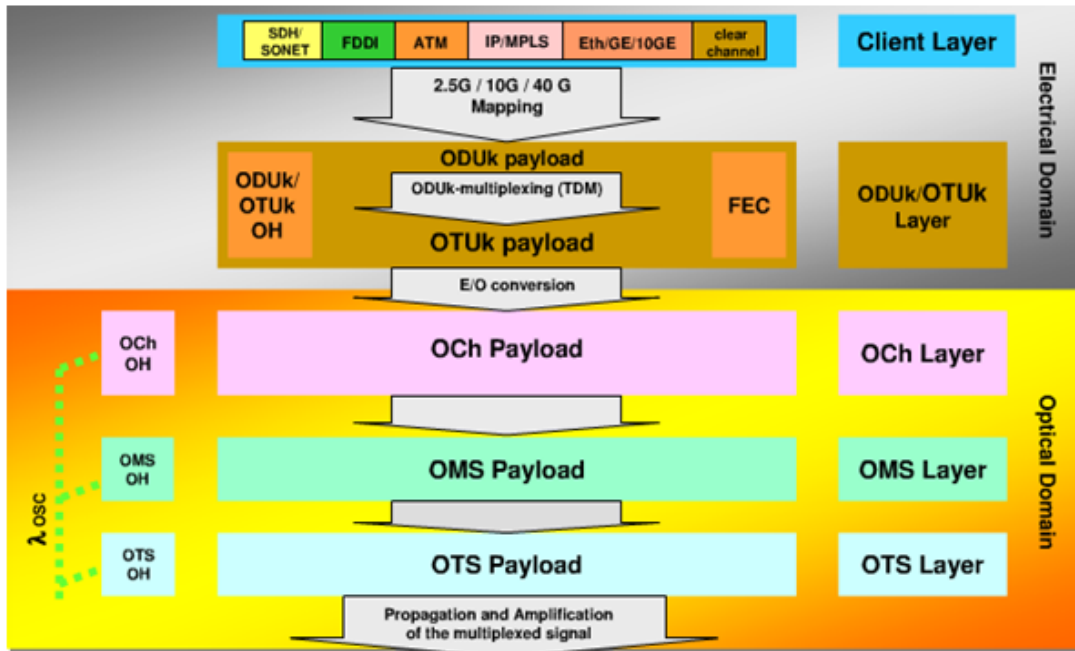 SDH/
SONET
FDDI
ATM
IP/MPLS
Eth/GE/10GE
clear
channel
Client Layer
2.5G / 10G / 40 G
Mapping
Electrical Domain
ODUk payload
ODUk/
OTUk
OH
ODUk-multiplexing (TDM)
FEC
OTUk payload
ODUk/OTUk
Layer
E/O conversion
OCh
OH
OCh Payload
OCh Layer
Optical Domain
OMS
OH
OMS Payload
OMS Layer
λ OSC
OTS
OH
OTS Payload
OTS Layer
Propagation and Amplification
of the multiplexed signal